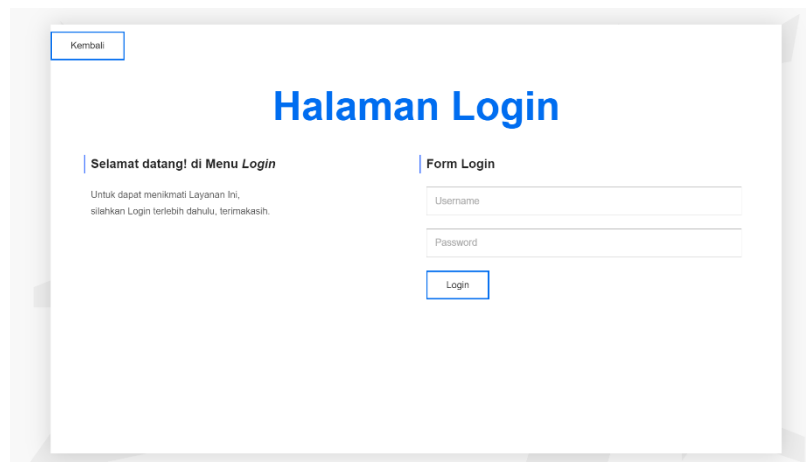 Kembali
Halaman Login
Selamat datang! di Menu Login
Untuk dapat menikmati Layanan Ini,
silahkan Login terlebih dahulu, terimakasih.
Form Login
Username
Password
Login